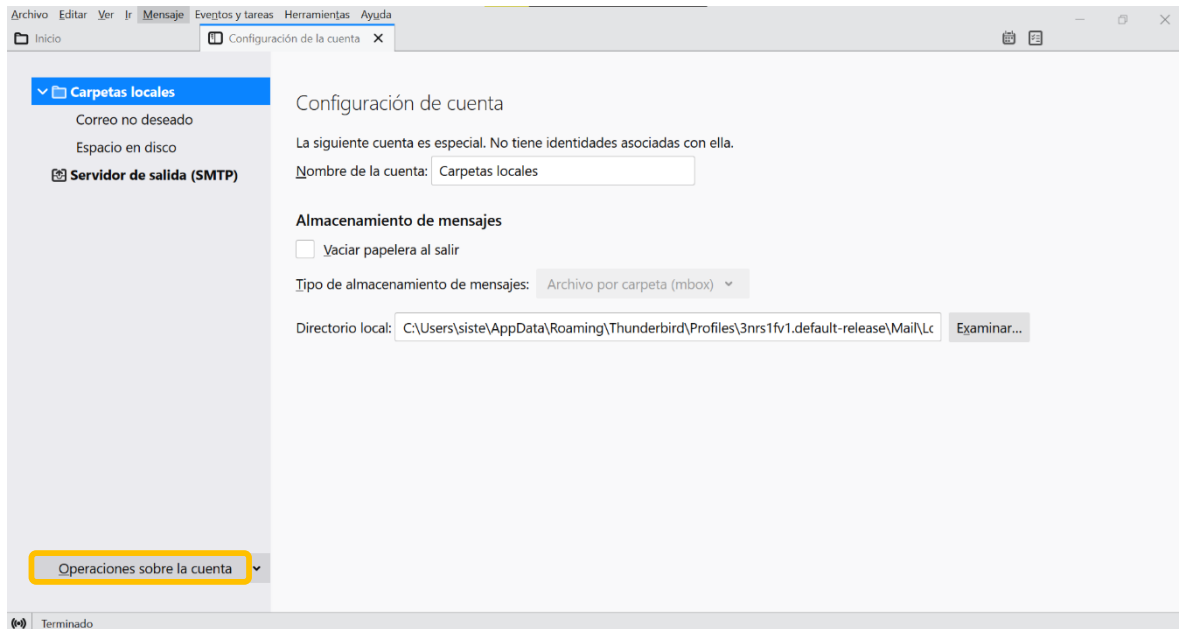 Archivo Editar Ver Ir Mensaje Eventos y tareas Herramientas Ayuda
Inicio
Configuración de la cuenta
Carpetas locales
Correo no deseado
Espacio en disco
Servidor de salida (SMTP)
Configuración de cuenta
La siguiente cuenta es especial. No tiene identidades asociadas con ella.
Nombre de la cuenta: Carpetas locales
Almacenamiento de mensajes
Vaciar papelera al salir
Tipo de almacenamiento de mensajes: Archivo por carpeta (mbox)
Directorio local: C:\Users\siste\AppData\Roaming\Thunderbird\Profiles\3nrs1fv1.default-release\Mail\Lo Examinar...
Operaciones sobre la cuenta
Terminado